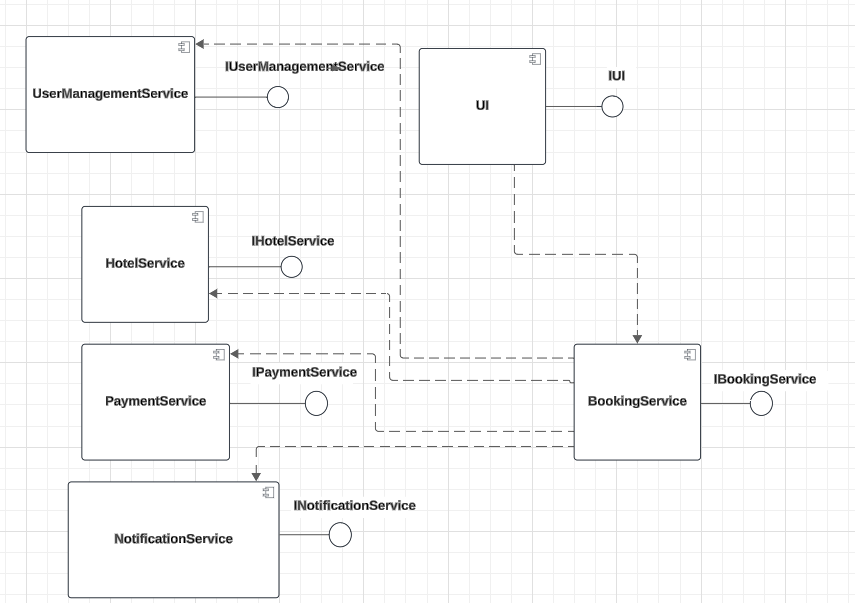 IUserManagementService
IUI
UserManagementService
UI
IHotelService
HotelService
IPaymentService
IBookingService
PaymentService
BookingService
INotificationService
NotificationService